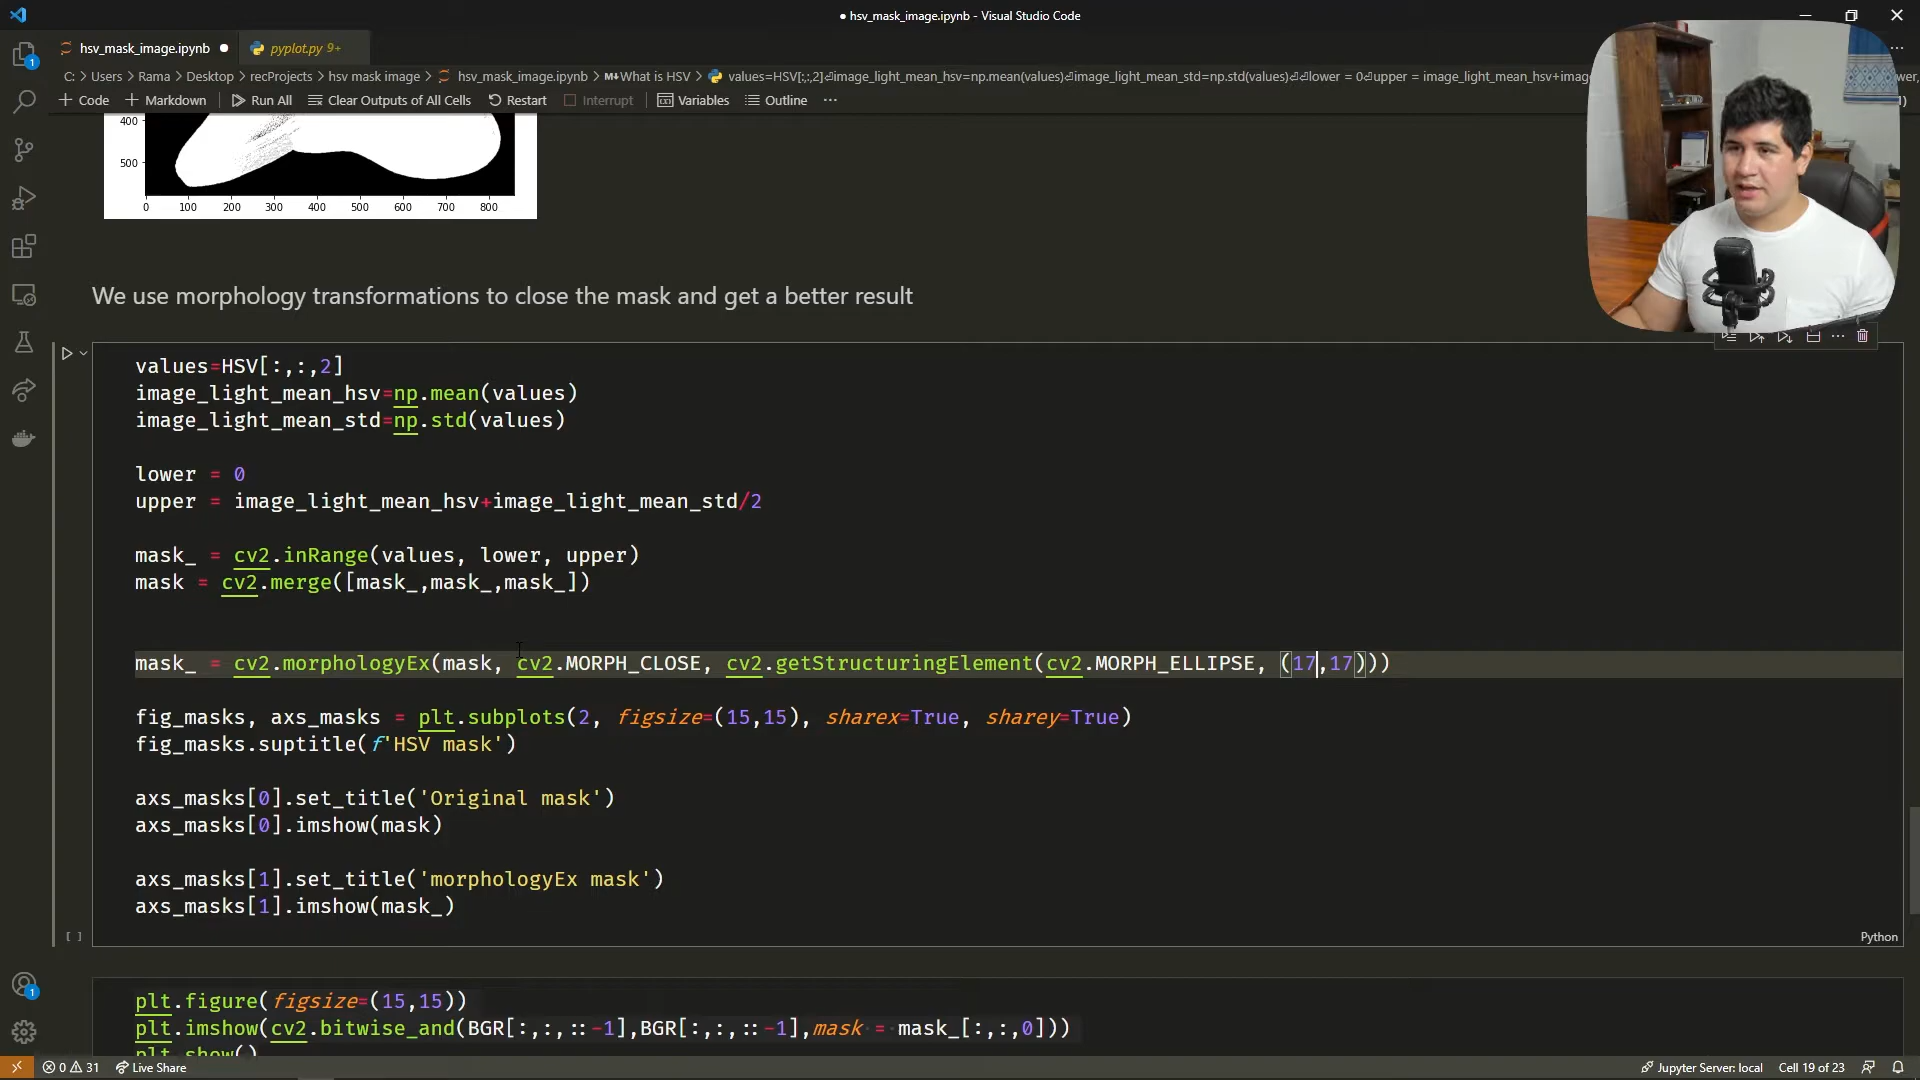 ● hsv_mask_image.ipynb - Visual Studio Code
hsv_mask_image.ipynb ●
pyplot.py 9+
C: > Users > Rama > Desktop > recProjects > hsv mask image > hsv_mask_image.ipynb > M↓What is HSV > values=HSV[:,:,2]⏎image_light_mean_hsv=np.mean(values)⏎image_light_mean_std=np.std(values)⏎⏎lower = 0⏎upper = image_light_mean_hsv+imag
+ Code + Markdown Run All Clear Outputs of All Cells Restart Interrupt Variables Outline ...
400
500
0 100 200 300 400 500 600 700 800
We use morphology transformations to close the mask and get a better result
values=HSV[:,:,2]
image_light_mean_hsv=np.mean(values)
image_light_mean_std=np.std(values)
lower = 0
upper = image_light_mean_hsv+image_light_mean_std/2
mask_ = cv2.inRange(values, lower, upper)
mask = cv2.merge([mask_,mask_,mask_])
mask_ = cv2.morphologyEx(mask, cv2.MORPH_CLOSE, cv2.getStructuringElement(cv2.MORPH_ELLIPSE, (17,17)))
fig_masks, axs_masks = plt.subplots(2, figsize=(15,15), sharex=True, sharey=True)
fig_masks.suptitle(f'HSV mask')
axs_masks[0].set_title('Original mask')
axs_masks[0].imshow(mask)
axs_masks[1].set_title('morphologyEx mask')
axs_masks[1].imshow(mask_)
[ ]
Python
plt.figure(figsize=(15,15))
plt.imshow(cv2.bitwise_and(BGR[:,:,::-1],BGR[:,:,::-1],mask = mask_[:,:,0]))
plt.show()
1
1
0 31 Live Share
Jupyter Server: local Cell 19 of 23